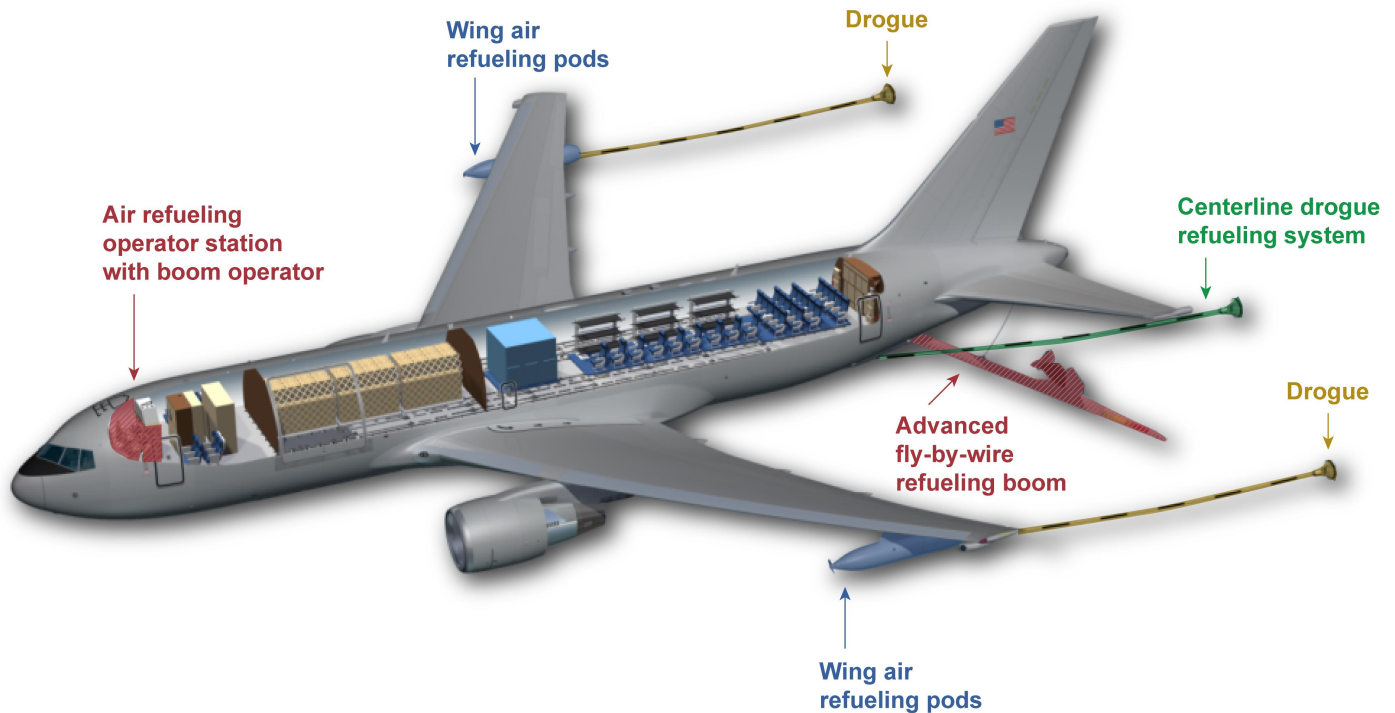 Wing air
refueling pods
Drogue
Air refueling
operator station
with boom operator
Centerline drogue
refueling system
Advanced
fly-by-wire
refueling boom
Drogue
Wing air
refueling pods